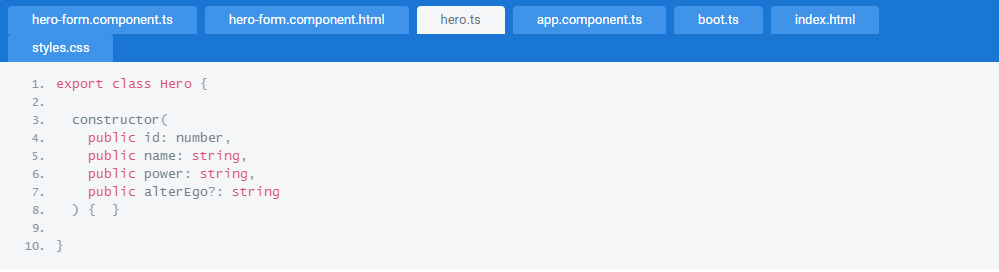 hero-form.component.ts hero-form.component.html hero.ts app.component.ts boot.ts index.html
styles.css
1. export class Hero {
2.
3. constructor(
4. public id: number,
5. public name: string,
6. public power: string,
7. public alterEgo?: string
8. ) {  }
9.
10. }